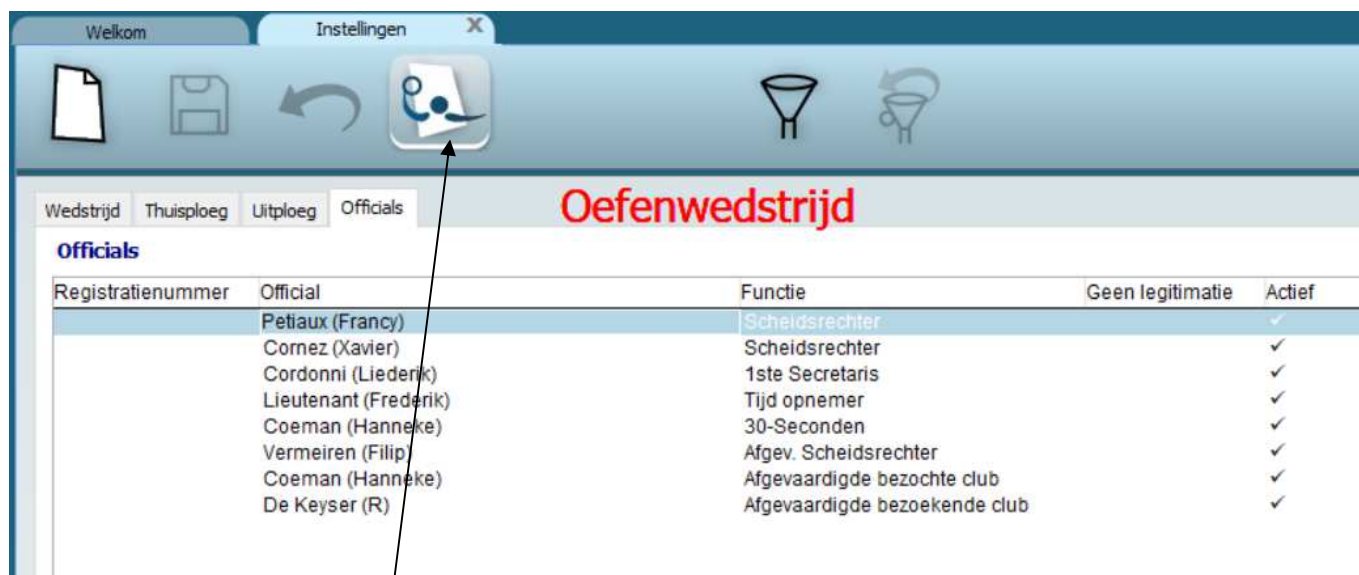 Welkom Instellingen X
Wedstrijd Thuisploeg Uitploeg Officials Oefenwedstrijd
Officials
Registratienummer Official Functie Geen legitimatie Actief
Petiaux (Francy) Scheidsrechter ✓
Cornez (Xavier) Scheidsrechter ✓
Cordonni (Liederik) 1ste Secretaris ✓
Lieutenant (Frederik) Tijd opnemer ✓
Coeman (Hanneke) 30-Seconden ✓
Vermeiren (Filip) Afgev. Scheidsrechter ✓
Coeman (Hanneke) Afgevaardigde bezochte club ✓
De Keyser (R) Afgevaardigde bezoekende club ✓